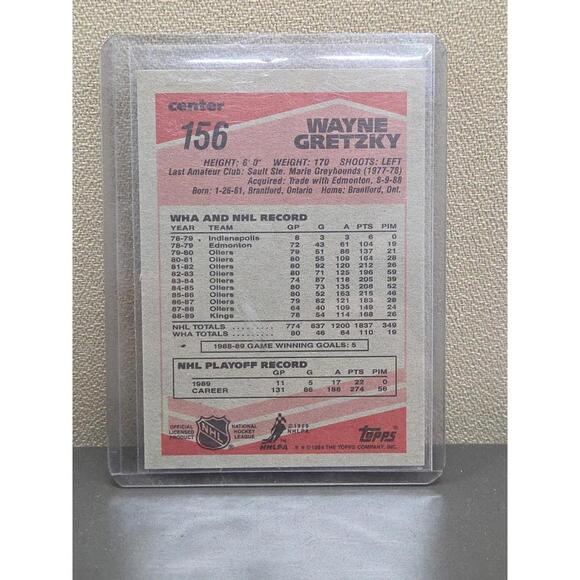 center
156
WAYNE
GRETZKY
HEIGHT: 6'0" WEIGHT: 170 SHOOTS: LEFT
Last Amateur Club: Sault Ste. Marie Greyhounds (1977-78)
Acquired: Trade with Edmonton, 8-9-88
Born: 1-26-61, Brantford, Ontario Home: Brantford, Ont.
WHA AND NHL RECORD
YEAR TEAM GP G A PTS PIM
78-79 Indianapolis 8 3 3 6 0
78-79 Edmonton 72 43 61 104 19
79-80 Oilers 79 51 86 137 21
80-81 Oilers 80 55 109 164 28
81-82 Oilers 80 92 120 212 26
82-83 Oilers 80 71 125 196 59
83-84 Oilers 74 87 118 205 39
84-85 Oilers 80 73 135 208 52
85-86 Oilers 80 52 163 215 46
86-87 Oilers 79 62 121 183 28
87-88 Oilers 64 40 109 149 24
88-89 Kings 78 54 114 168 26
NHL TOTALS ......... 774 637 1200 1837 349
WHA TOTALS ......... 80 46 64 110 19
1988-89 GAME WINNING GOALS: 5
NHL PLAYOFF RECORD
GP G A PTS PIM
1989 11 5 17 22 0
CAREER 131 86 188 274 56
OFFICIAL
LICENSED
PRODUCT
NHL
NATIONAL
HOCKEY
LEAGUE
©1989
NHLPA
TM
NHLPA
TOPPS®
© 1989 THE TOPPS COMPANY, INC.